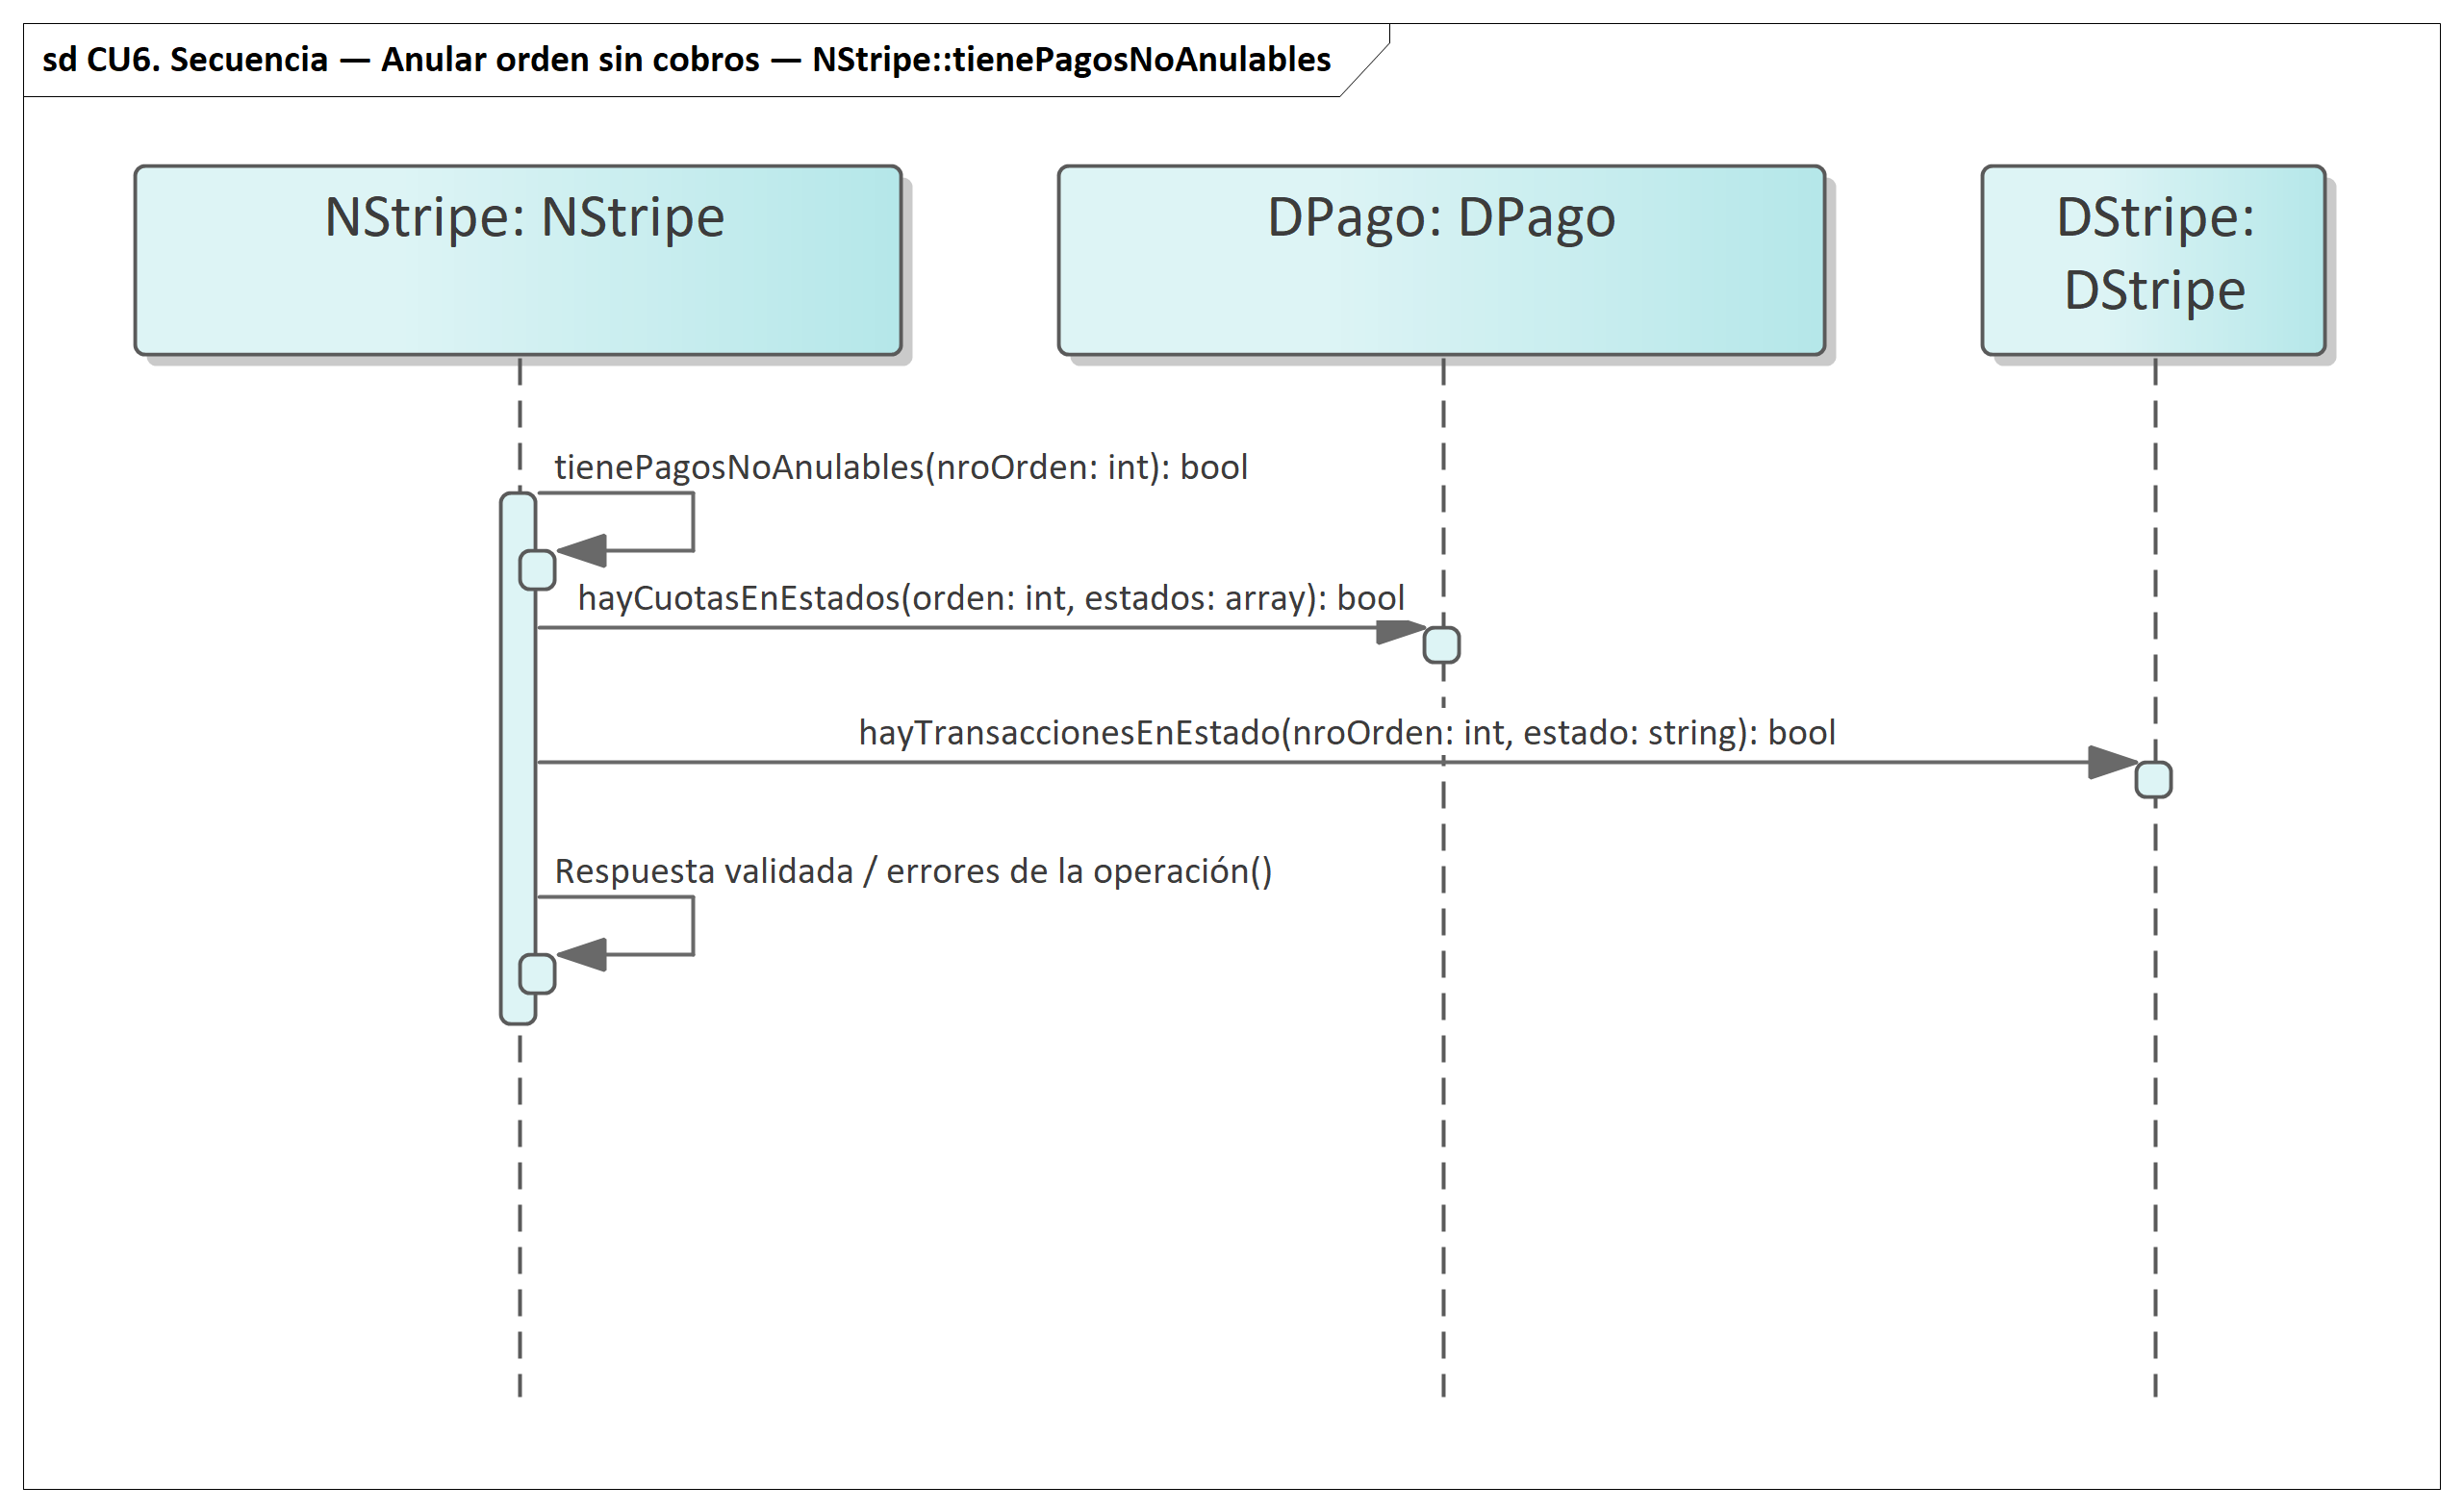 sd CU6. Secuencia — Anular orden sin cobros — NStripe::tienePagosNoAnulables
NStripe: NStripe
DPago: DPago
DStripe:
DStripe
tienePagosNoAnulables(nroOrden: int): bool
hayCuotasEnEstados(orden: int, estados: array): bool
hayTransaccionesEnEstado(nroOrden: int, estado: string): bool
Respuesta validada / errores de la operación()